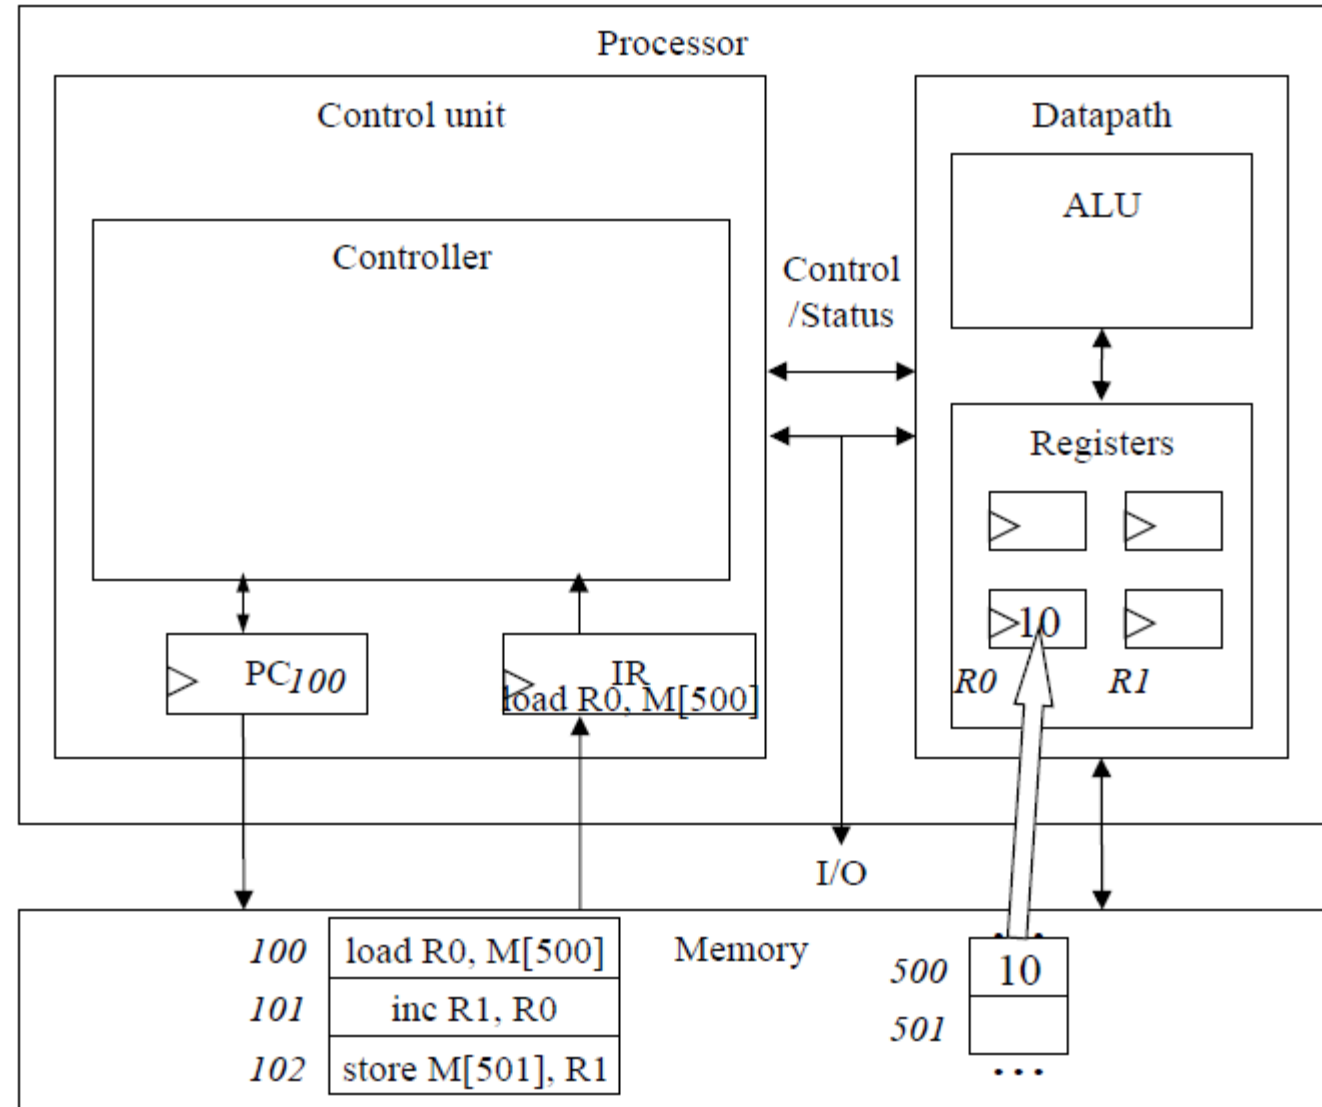 Processor
Control unit
Datapath
ALU
Controller
Control
/Status
Registers
10
PC 100
IR
load R0, M[500]
R0
R1
I/O
Memory
100 load R0, M[500]
101 inc R1, R0
102 store M[501], R1
...
500 10
501
...